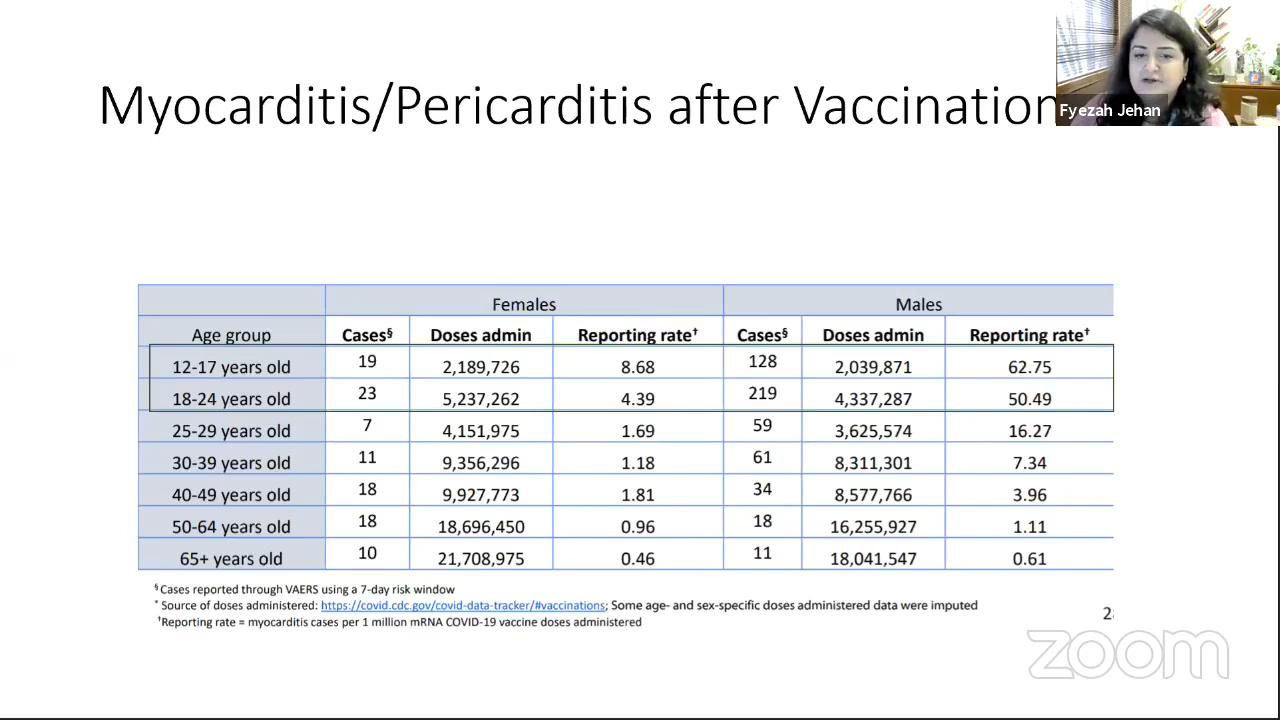 Myocarditis/Pericarditis after Vaccination
Fyezah Jehan
Females Males
Age group Cases§ Doses admin Reporting rate† Cases§ Doses admin Reporting rate†
12-17 years old 19 2,189,726 8.68 128 2,039,871 62.75
18-24 years old 23 5,237,262 4.39 219 4,337,287 50.49
25-29 years old 7 4,151,975 1.69 59 3,625,574 16.27
30-39 years old 11 9,356,296 1.18 61 8,311,301 7.34
40-49 years old 18 9,927,773 1.81 34 8,577,766 3.96
50-64 years old 18 18,696,450 0.96 18 16,255,927 1.11
65+ years old 10 21,708,975 0.46 11 18,041,547 0.61
§ Cases reported through VAERS using a 7-day risk window
* Source of doses administered: https://covid.cdc.gov/covid-data-tracker/#vaccinations; Some age- and sex-specific doses administered data were imputed
†Reporting rate = myocarditis cases per 1 million mRNA COVID-19 vaccine doses administered
zoom